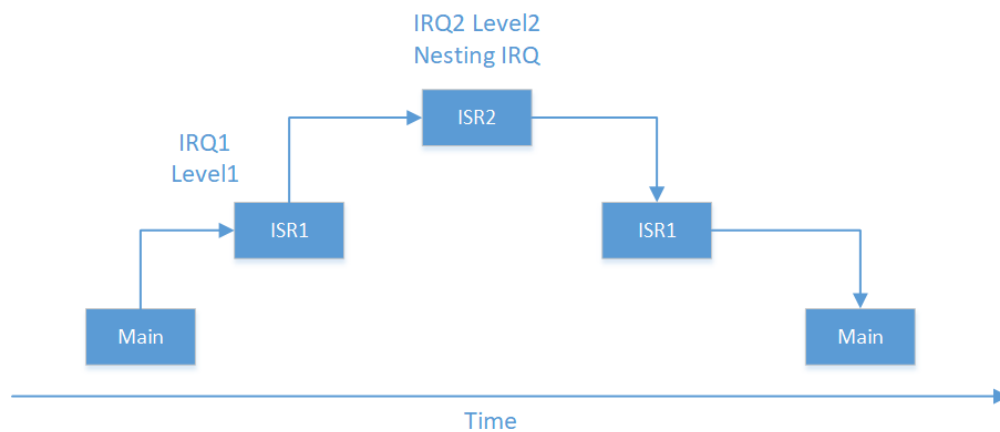 IRQ2 Level2
Nesting IRQ
ISR2
IRQ1
Level1
ISR1
ISR1
Main
Main
Time